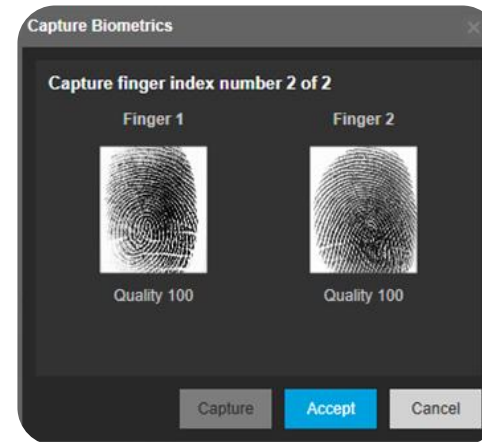 Capture Biometrics
Capture finger index number 2 of 2
Finger 1 Finger 2
Quality 100 Quality 100
Capture Accept Cancel